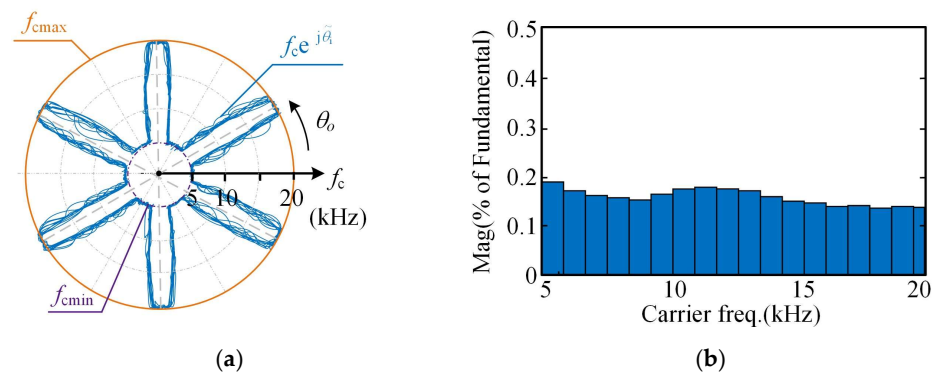 fcmax
fce jθ̃i
θo
fc
5 10 20
(kHz)
fcmin
(a)
0.5
0.4
0.3
0.2
0.1
0
Mag(% of Fundamental)
5 10 15 20
Carrier freq.(kHz)
(b)